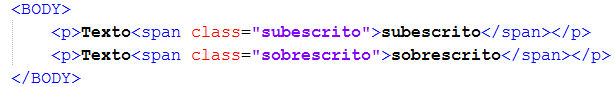 <BODY>
<p>Texto<span class="subescrito">subescrito</span></p>
<p>Texto<span class="sobrescrito">sobrescrito</span></p>
</BODY>